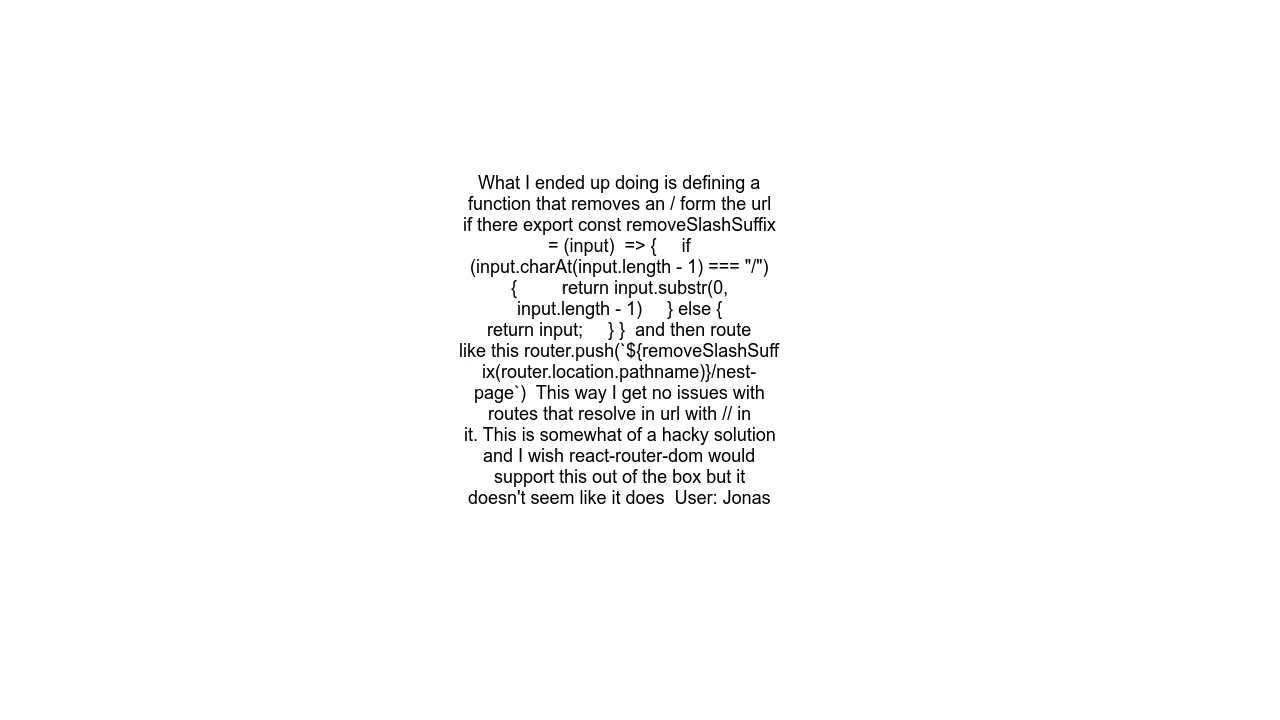 What I ended up doing is defining a
function that removes an / form the url
if there export const removeSlashSuffix
= (input)  => {     if
(input.charAt(input.length - 1) === "/")
{         return input.substr(0,
input.length - 1)     } else {
return input;     } }  and then route
like this router.push(`${removeSlashSuff
ix(router.location.pathname)}/nest-
page`)  This way I get no issues with
routes that resolve in url with // in
it. This is somewhat of a hacky solution
and I wish react-router-dom would
support this out of the box but it
doesn't seem like it does  User: Jonas